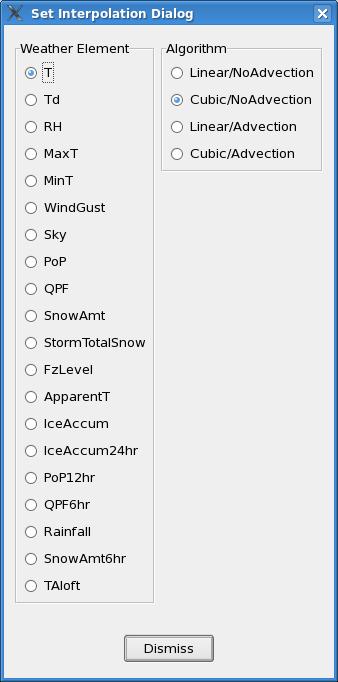 Set Interpolation Dialog
Weather Element
T
Td
RH
MaxT
MinT
WindGust
Sky
PoP
QPF
SnowAmt
StormTotalSnow
FzLevel
ApparentT
IceAccum
IceAccum24hr
PoP12hr
QPF6hr
Rainfall
SnowAmt6hr
TAloft
Algorithm
Linear/NoAdvection
Cubic/NoAdvection
Linear/Advection
Cubic/Advection
Dismiss